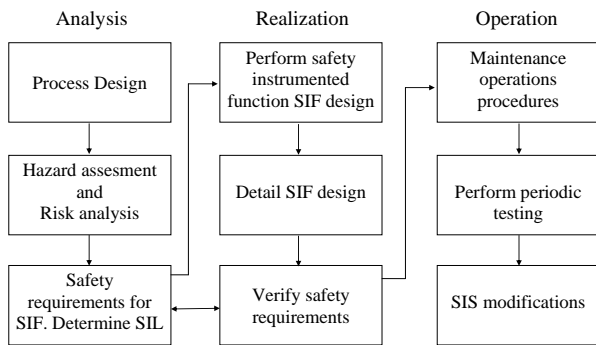 Analysis
Process Design
Hazard assesment
and
Risk analysis
Safety
requirements for
SIF. Determine SIL
Realization
Perform safety
instrumented
function SIF design
Detail SIF design
Verify safety
requirements
Operation
Maintenance
operations
procedures
Perform periodic
testing
SIS modifications